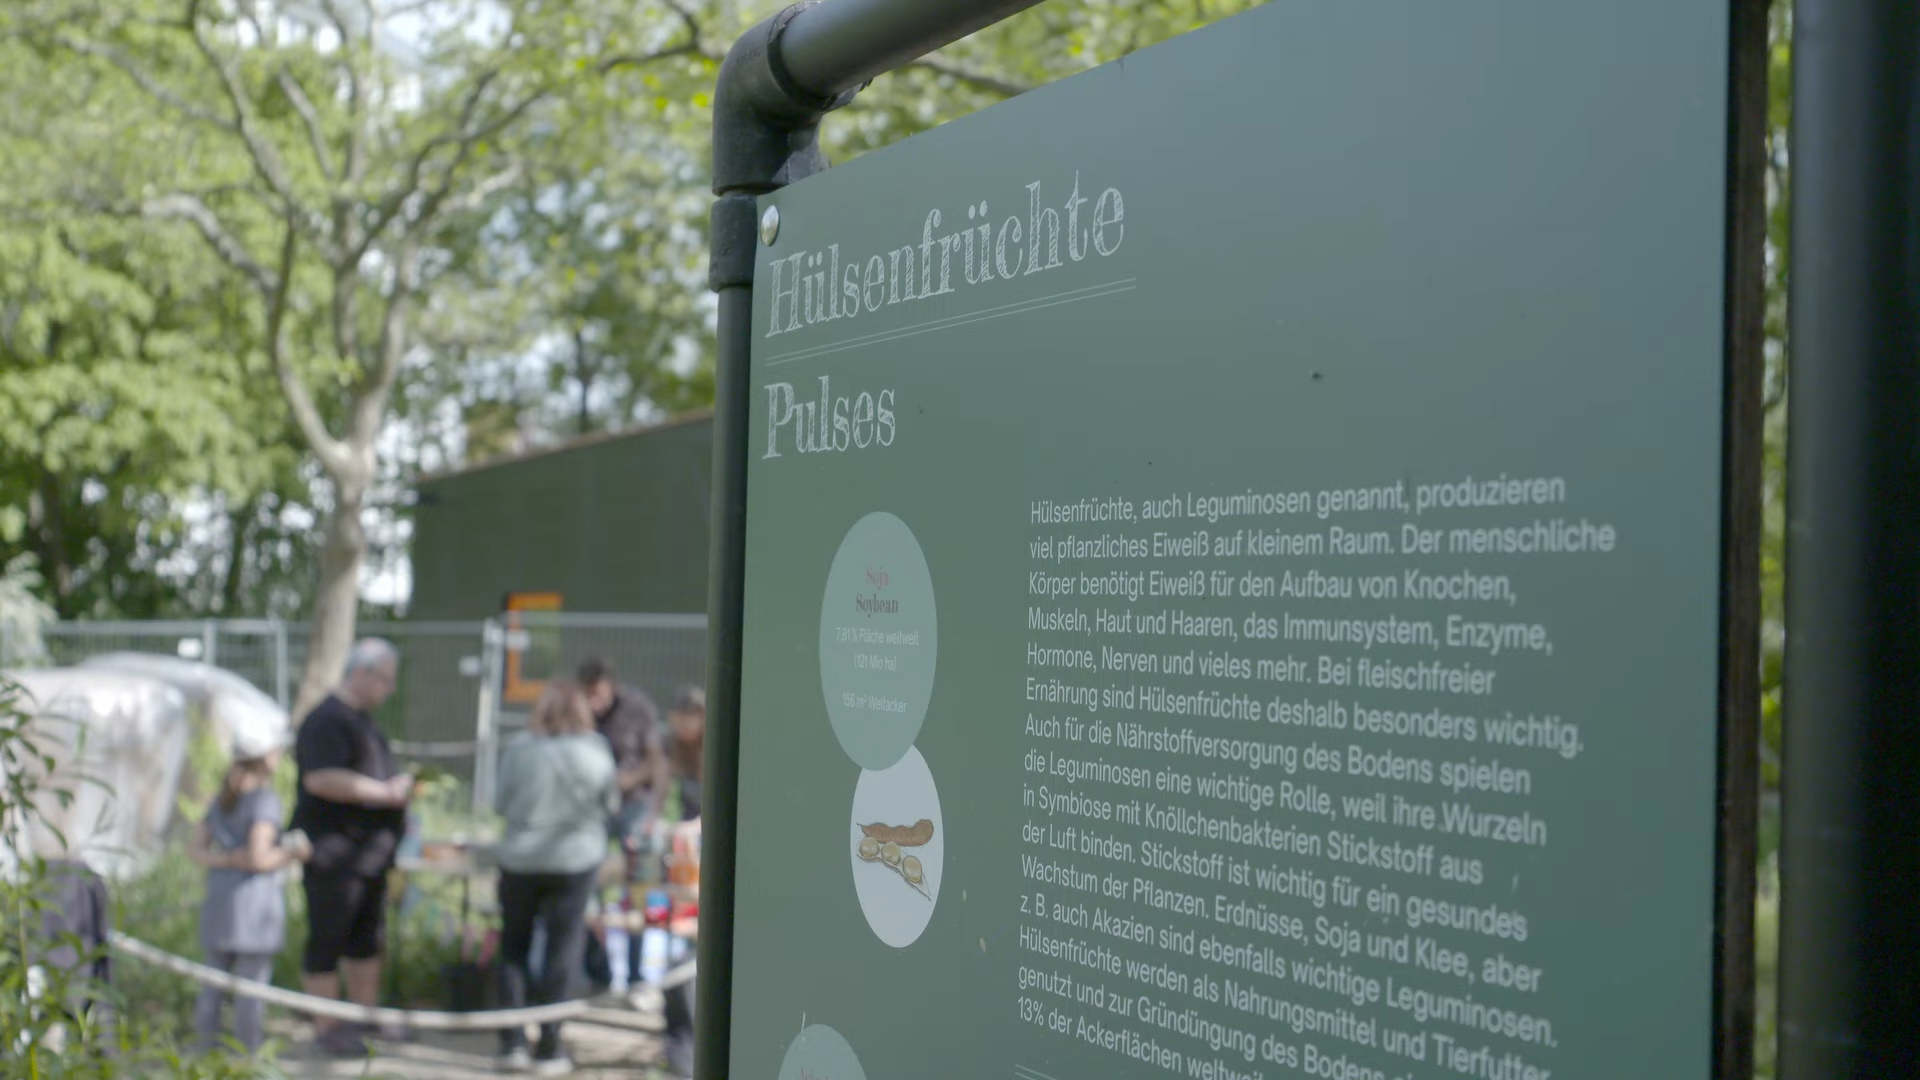 Hülsenfrüchte
Pulses
Soja
Soybean
7,81 % Fläche weltweit
(121 Mio ha)
156 m² Weltacker
Hülsenfrüchte, auch Leguminosen genannt, produzieren
viel pflanzliches Eiweiß auf kleinem Raum. Der menschliche
Körper benötigt Eiweiß für den Aufbau von Knochen,
Muskeln, Haut und Haaren, das Immunsystem, Enzyme,
Hormone, Nerven und vieles mehr. Bei fleischfreier
Ernährung sind Hülsenfrüchte deshalb besonders wichtig.
Auch für die Nährstoffversorgung des Bodens spielen
die Leguminosen eine wichtige Rolle, weil ihre Wurzeln
in Symbiose mit Knöllchenbakterien Stickstoff aus
der Luft binden. Stickstoff ist wichtig für ein gesundes
Wachstum der Pflanzen. Erdnüsse, Soja und Klee, aber
z. B. auch Akazien sind ebenfalls wichtige Leguminosen.
Hülsenfrüchte werden als Nahrungsmittel und Tierfutter
genutzt und zur Gründüngung des Bodens
13% der Ackerflächen